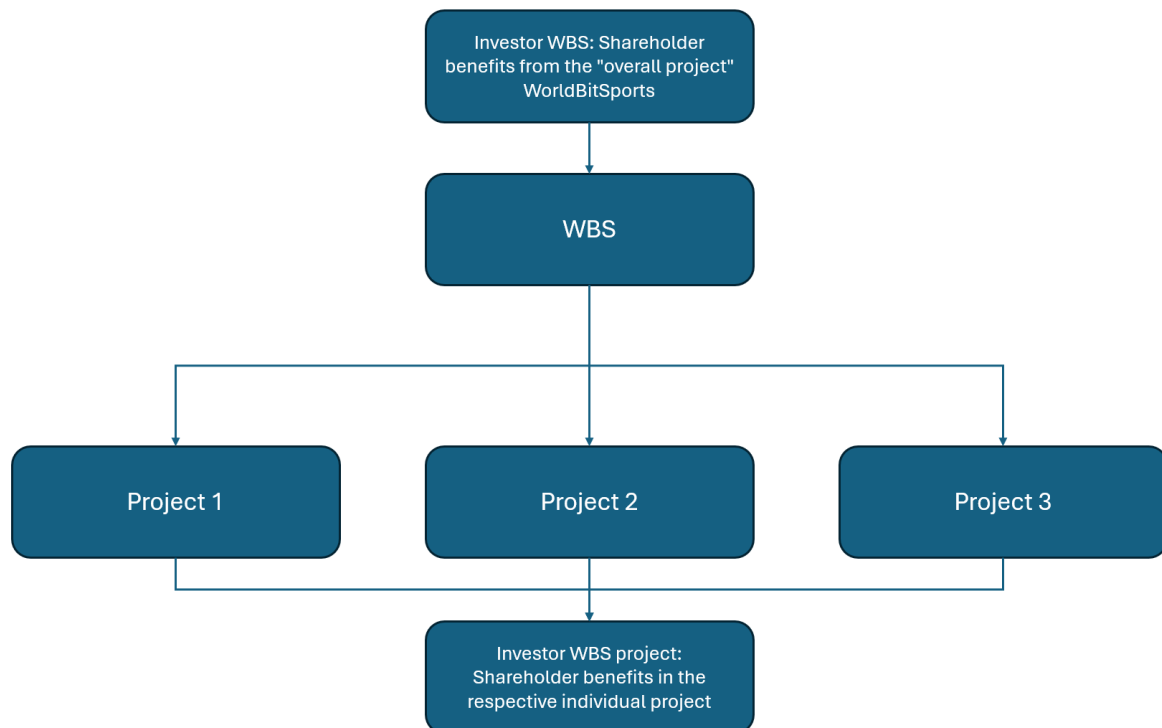 Investor WBS: Shareholder
benefits from the "overall project"
WorldBitSports
WBS
Project 1
Project 2
Project 3
Investor WBS project:
Shareholder benefits in the
respective individual project